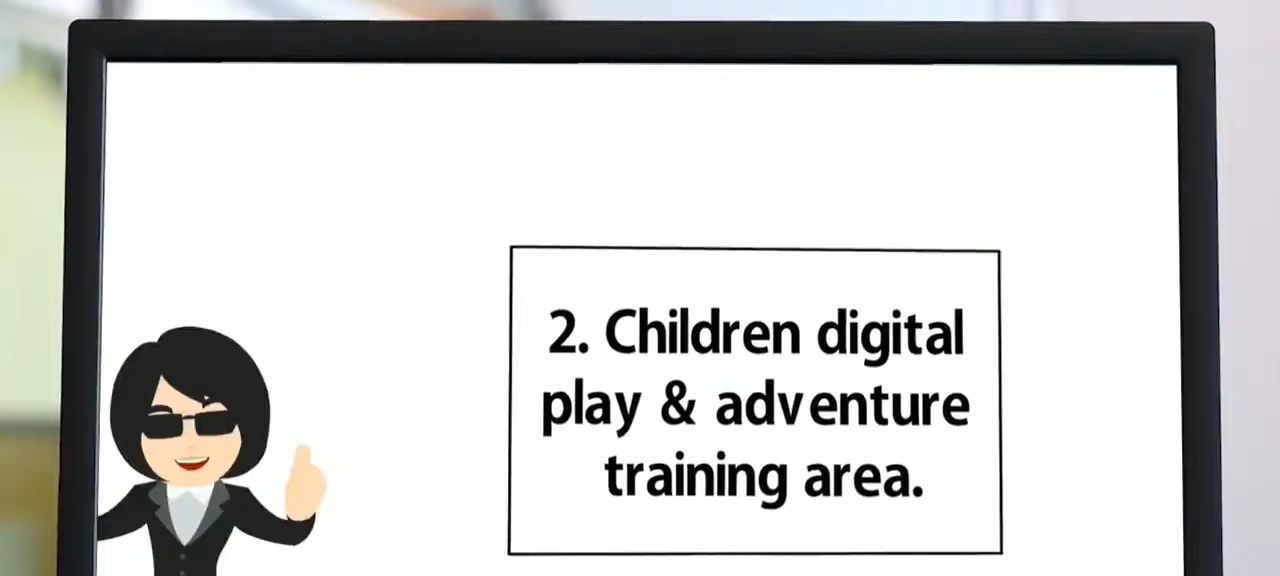 2. Children digital
play & adventure
training area.